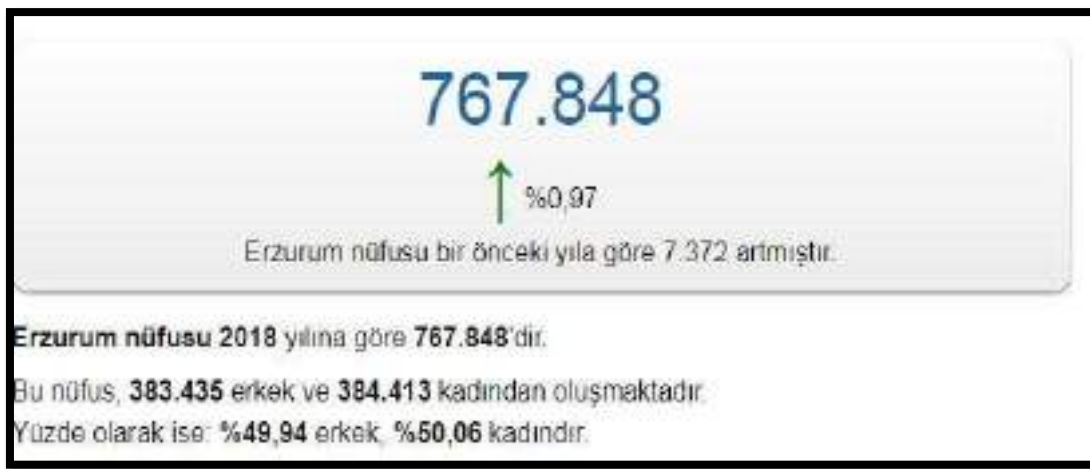 767.848
%0,97
Erzurum nüfusu bir önceki yıla göre 7.372 artmıştır.
Erzurum nüfusu 2018 yılına göre 767.848'dir.
Bu nüfus, 383.435 erkek ve 384.413 kadından oluşmaktadır.
Yüzde olarak ise: %49,94 erkek, %50,06 kadındır.